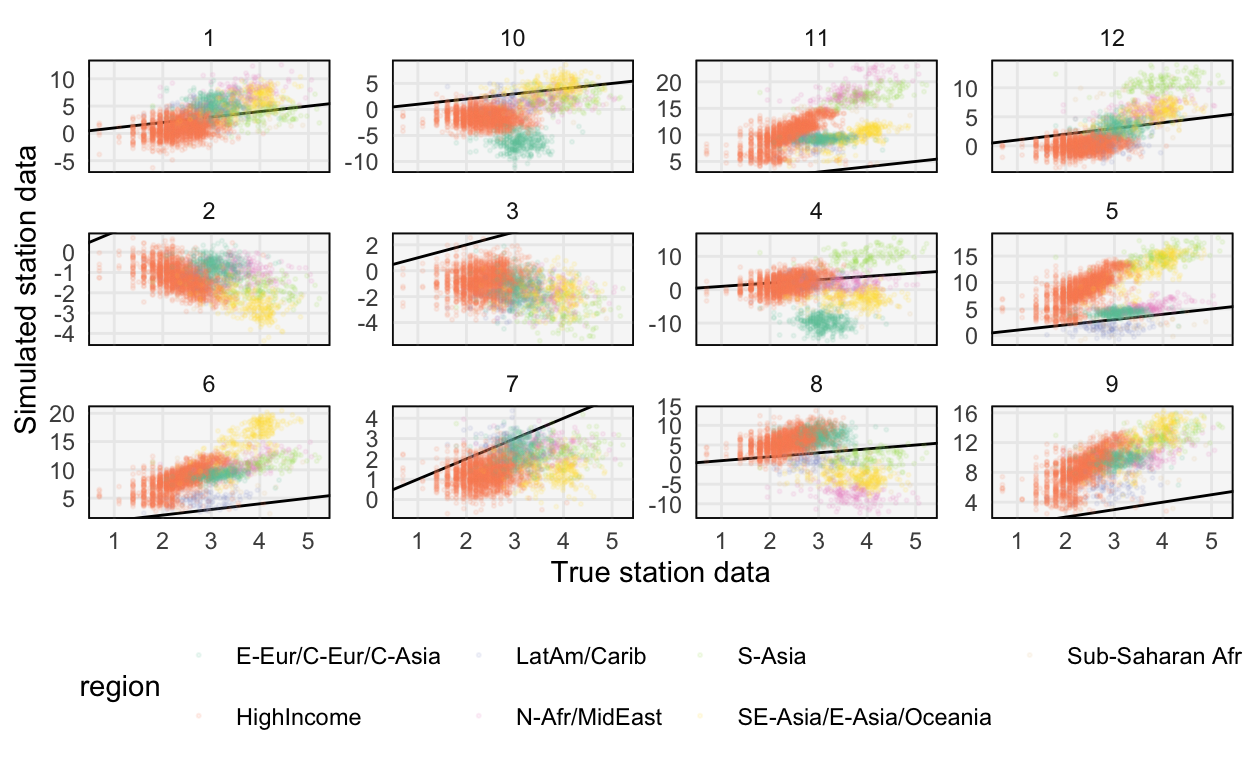 1 10 11 12
10 5 0 -5
5 0 -5 -10
20 15 10 5
10 5 0
2 3 4 5
0 -1 -2 -3 -4
2 0 -2 -4
10 0 -10
15 10 5 0
6 7 8 9
20 15 10 5
4 3 2 1 0
15 10 5 0 -5 -10
16 12 8 4
1 2 3 4 5 1 2 3 4 5 1 2 3 4 5 1 2 3 4 5
Simulated station data
True station data
region
E-Eur/C-Eur/C-Asia LatAm/Carib S-Asia Sub-Saharan Afr
HighIncome N-Afr/MidEast SE-Asia/E-Asia/Oceania